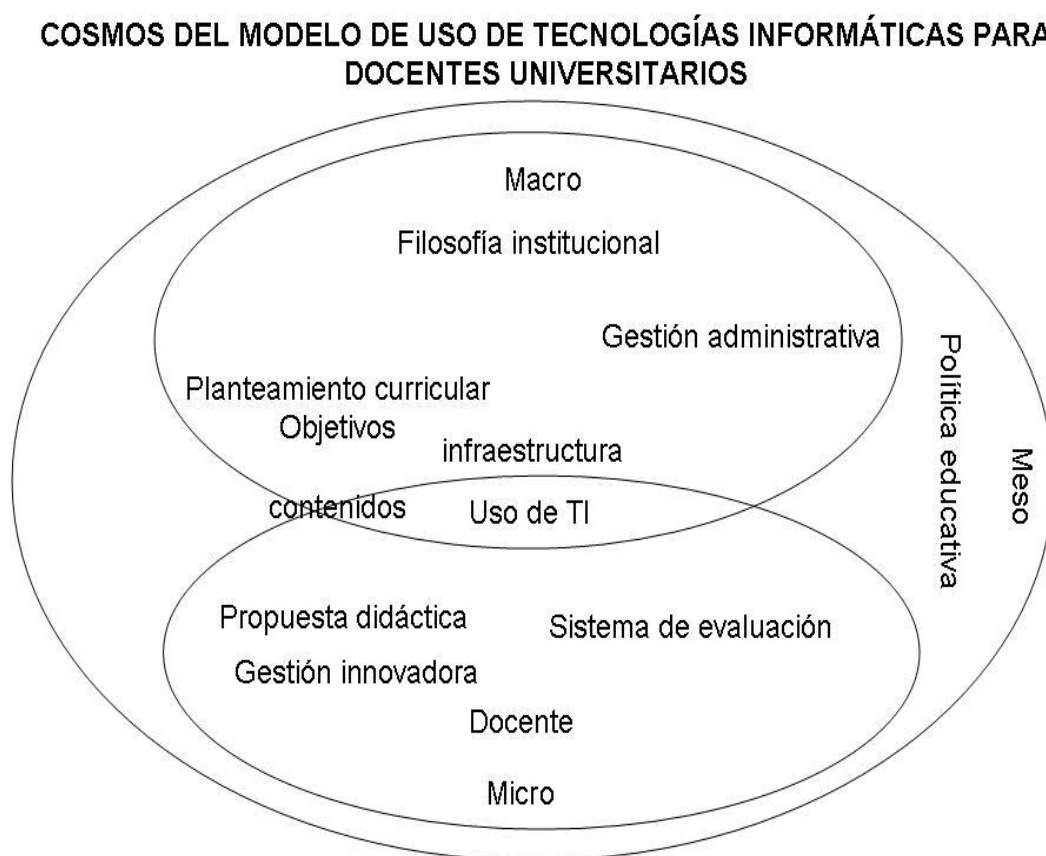 COSMOS DEL MODELO DE USO DE TECNOLOGÍAS INFORMÁTICAS PARA
DOCENTES UNIVERSITARIOS
Macro
Filosofía institucional
Gestión administrativa
Planteamiento curricular
Objetivos
infraestructura
contenidos
Uso de TI
Política educativa
Meso
Propuesta didáctica
Sistema de evaluación
Gestión innovadora
Docente
Micro